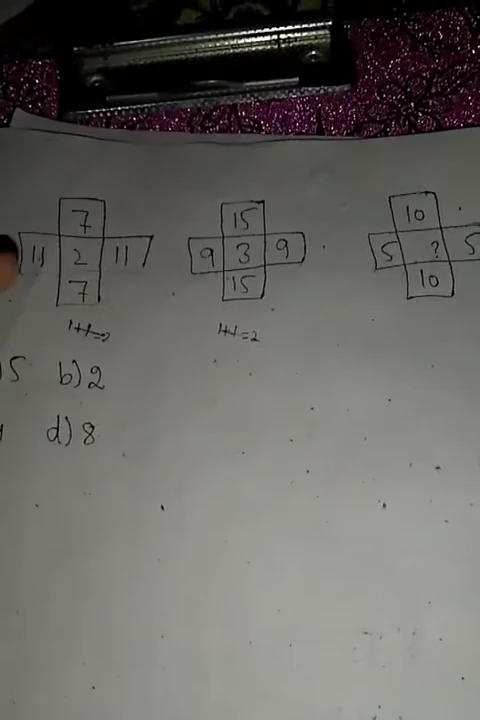 7 15 10
11 2 11 9 3 9 5 ? 5
7 15 10
1+1=2 1+1=2
)5 b)2
d)8